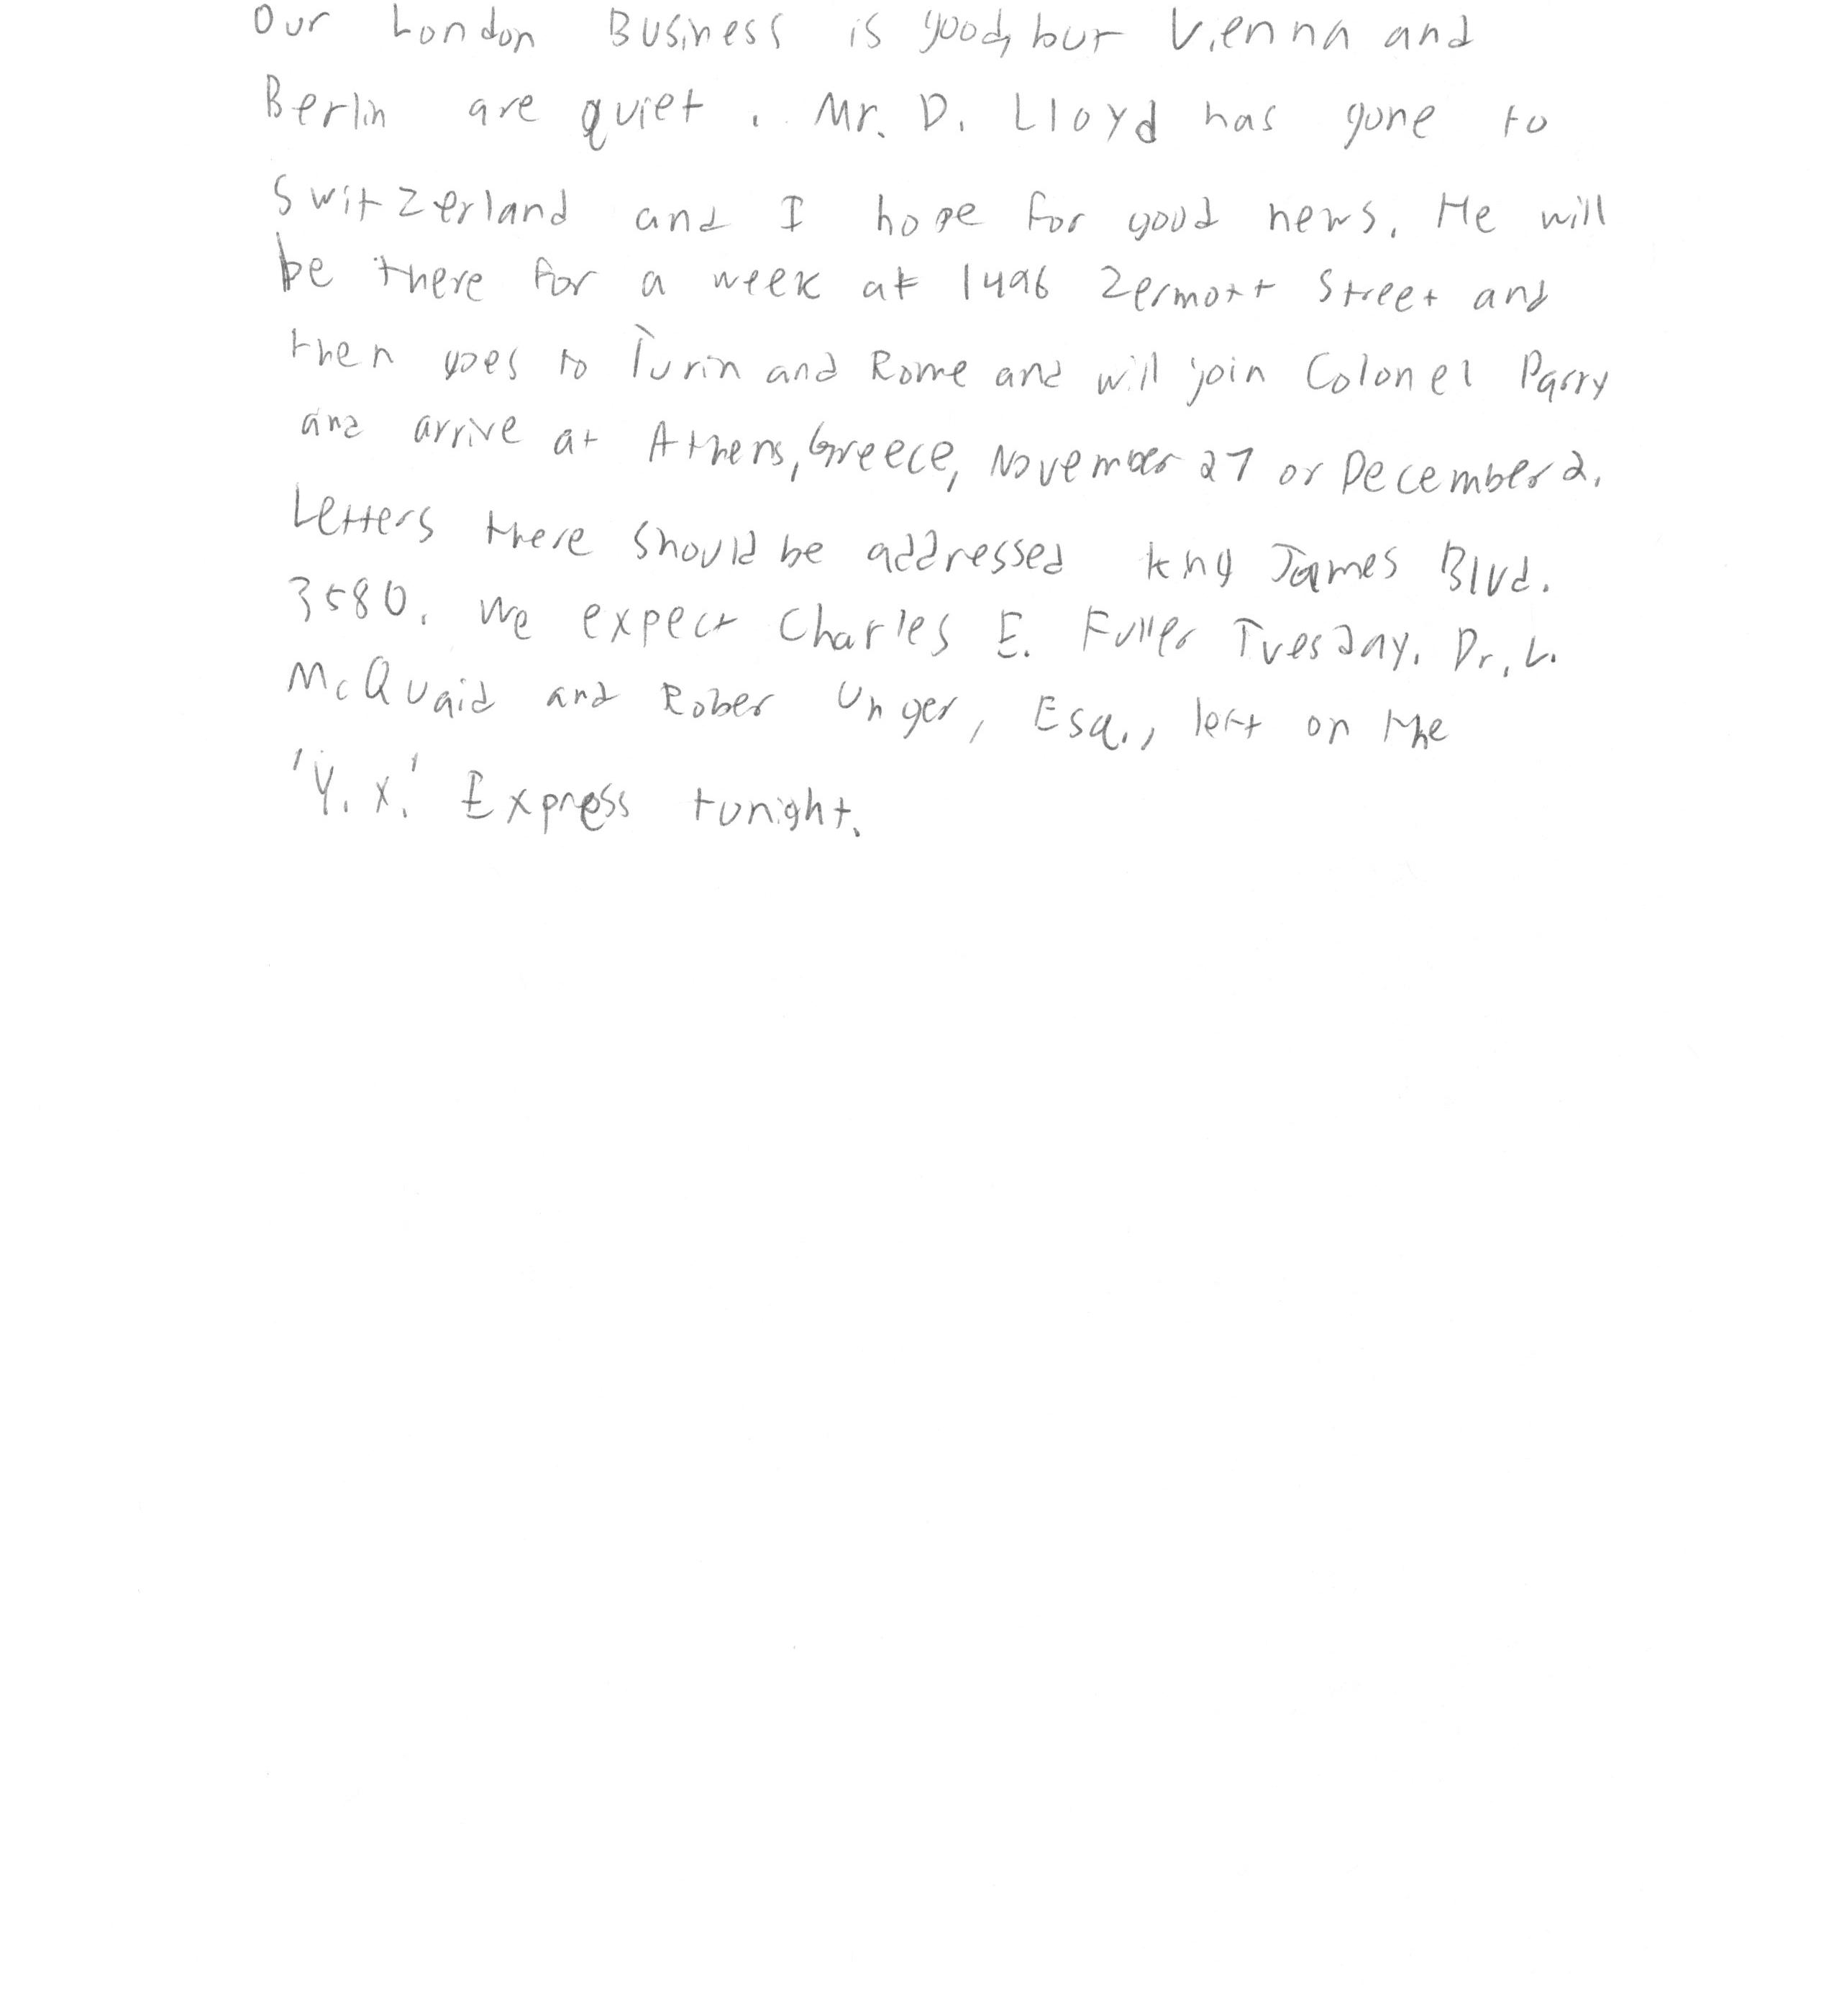 Our London Business is good, but Vienna and
Berlin are quiet. Mr. D. Lloyd has gone to
Switzerland and I hope for good news. He will
be there for a week at 1496 Zermott Street and
then goes to Turin and Rome and will join Colonel Parry
and arrive at Athens, Greece, November 27 or December 2.
Letters there should be addressed King James Blvd.
3580. We expect Charles E. Fuller Tuesday. Dr. L.
McQuaid and Rober Unger, Esq., left on the
'Y.X.' Express tonight.